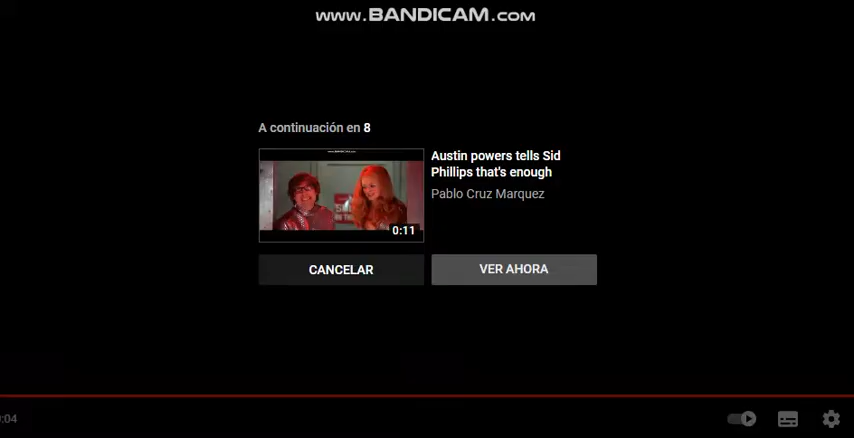 www.BANDICAM.com
A continuación en 8
Austin powers tells Sid
Phillips that's enough
Pablo Cruz Marquez
0:11
CANCELAR
VER AHORA
:04